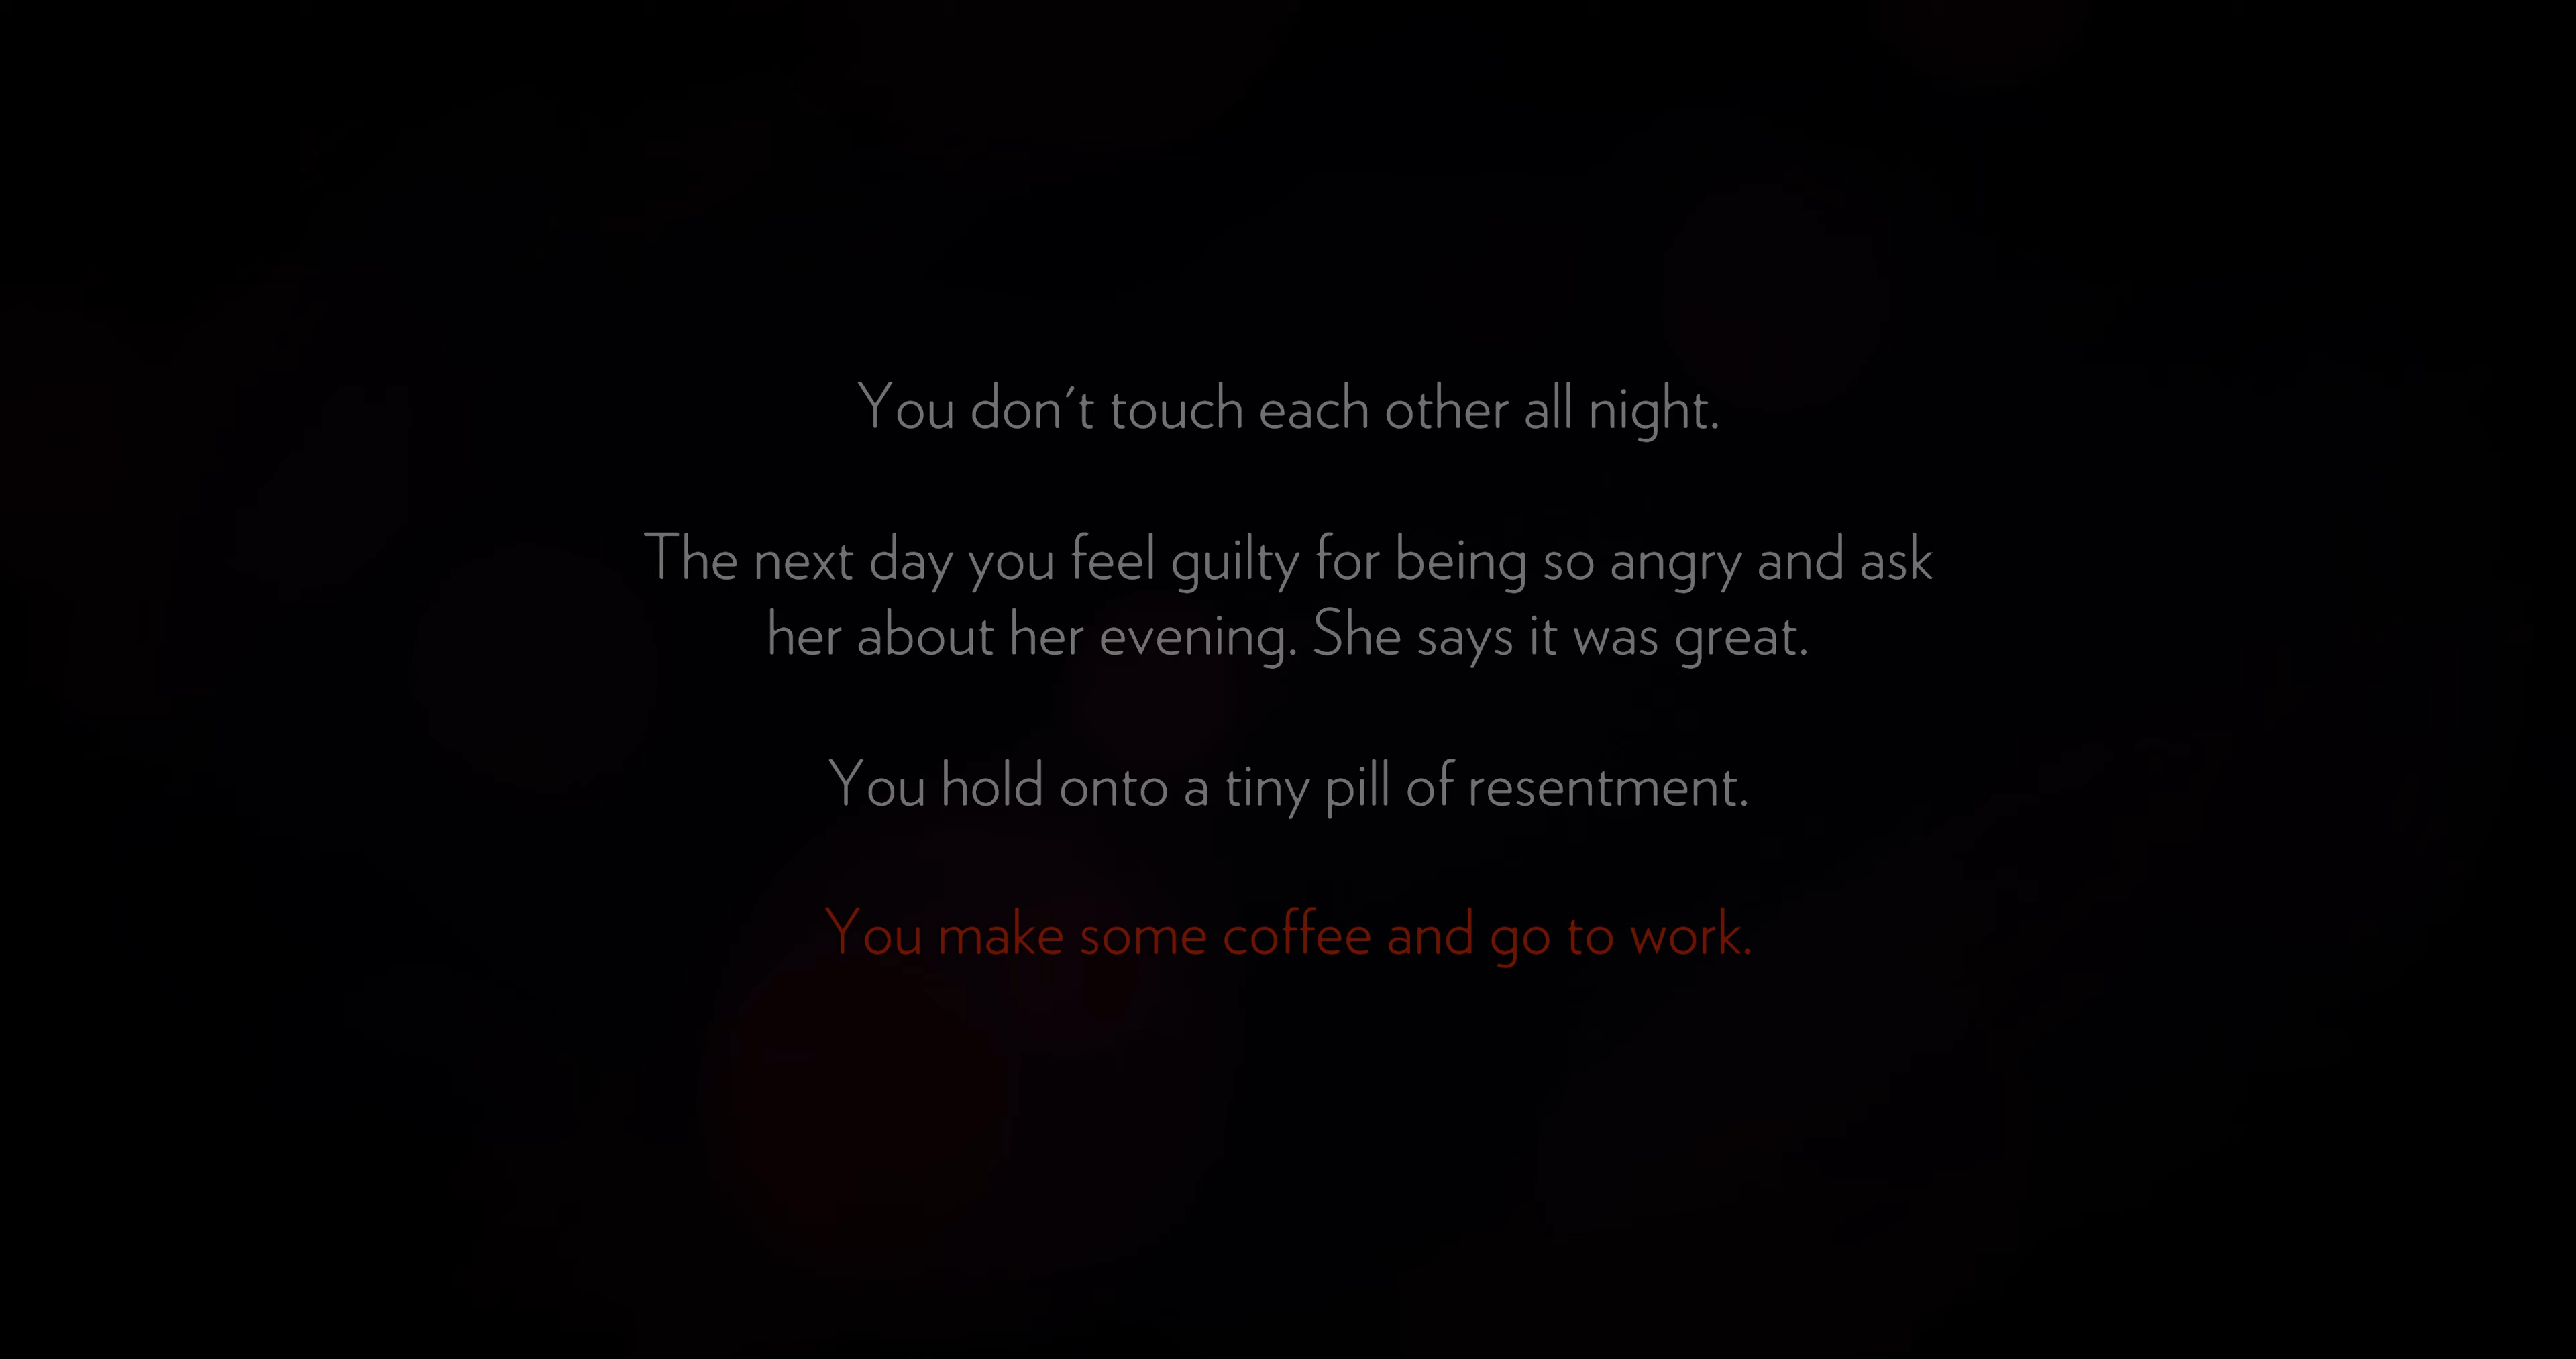 You don't touch each other all night.
The next day you feel guilty for being so angry and ask
her about her evening. She says it was great.
You hold onto a tiny pill of resentment.
You make some coffee and go to work.